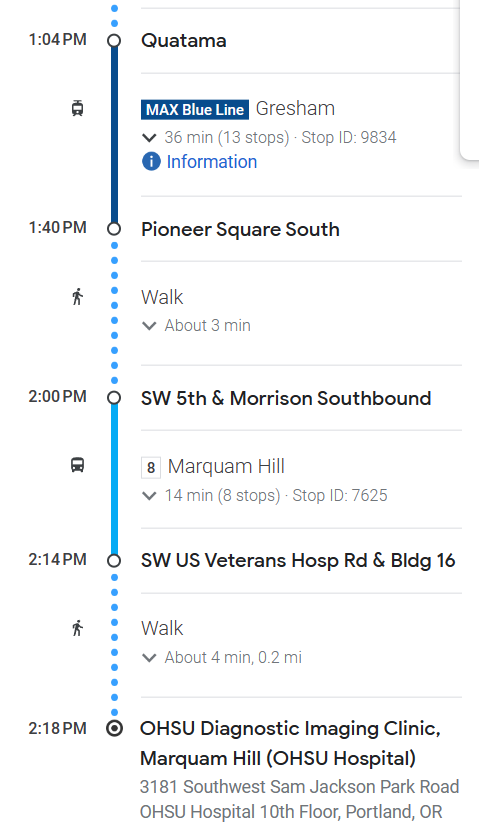 1:04 PM Quatama
MAX Blue Line Gresham
36 min (13 stops) · Stop ID: 9834
Information
1:40 PM Pioneer Square South
Walk
About 3 min
2:00 PM SW 5th & Morrison Southbound
8 Marquam Hill
14 min (8 stops) · Stop ID: 7625
2:14 PM SW US Veterans Hosp Rd & Bldg 16
Walk
About 4 min, 0.2 mi
2:18 PM OHSU Diagnostic Imaging Clinic,
Marquam Hill (OHSU Hospital)
3181 Southwest Sam Jackson Park Road
OHSU Hospital 10th Floor, Portland, OR